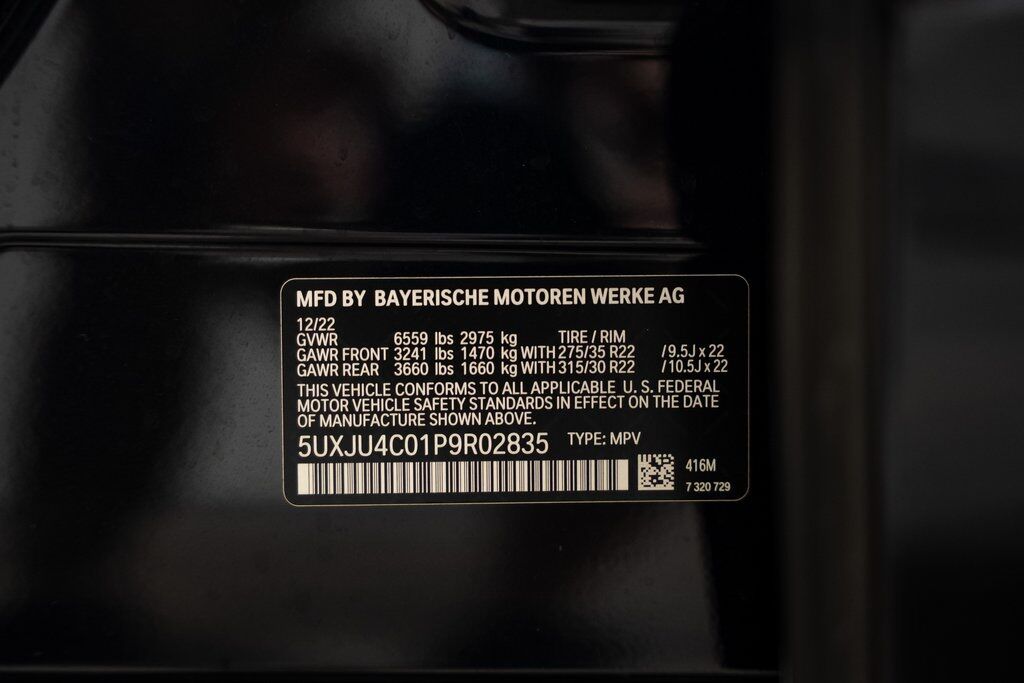 MFD BY BAYERISCHE MOTOREN WERKE AG
12/22
GVWR 6559 lbs 2975 kg TIRE / RIM
GAWR FRONT 3241 lbs 1470 kg WITH 275/35 R22 / 9.5J x 22
GAWR REAR 3660 lbs 1660 kg WITH 315/30 R22 / 10.5J x 22
THIS VEHICLE CONFORMS TO ALL APPLICABLE U. S. FEDERAL
MOTOR VEHICLE SAFETY STANDARDS IN EFFECT ON THE DATE
OF MANUFACTURE SHOWN ABOVE.
5UXJU4C01P9R02835 TYPE: MPV
416M
7 320 729